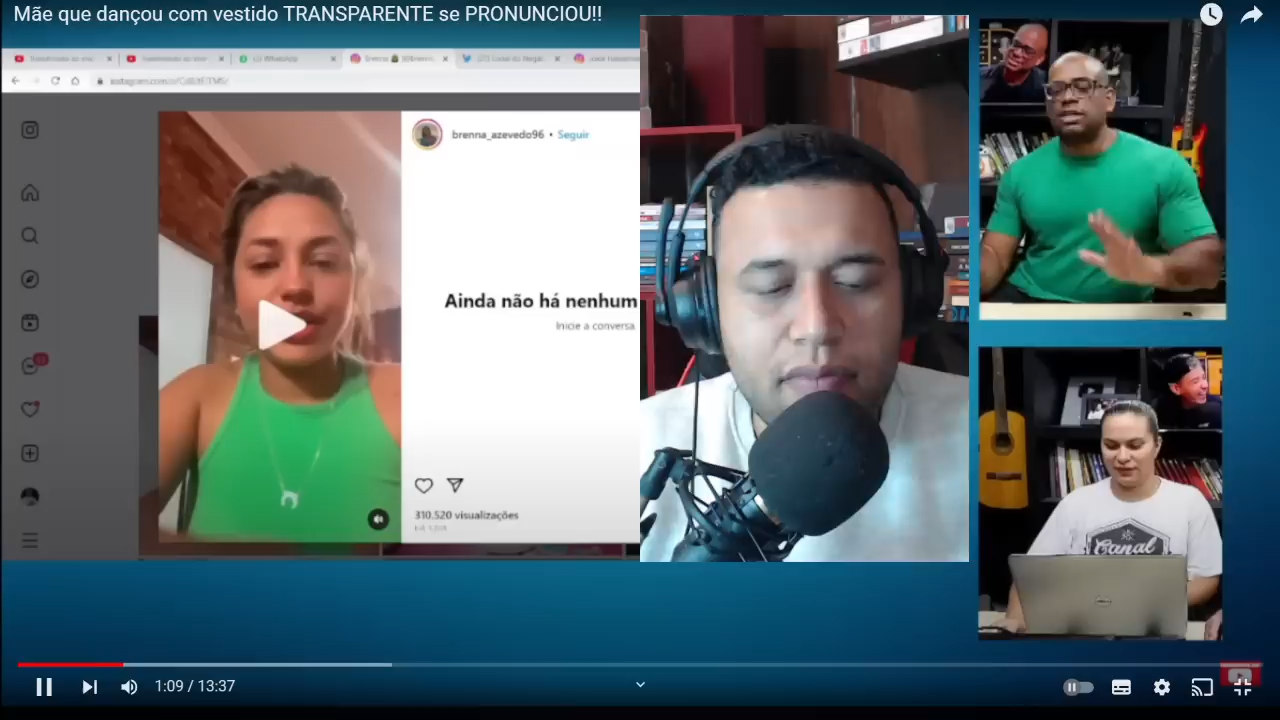 Mãe que dançou com vestido TRANSPARENTE se PRONUNCIOU!!
brenna_azevedo96 • Seguir
Ainda não há nenhum
Inicie a conversa.
310.520 visualizações
Canal
DELL
1:09 / 13:37